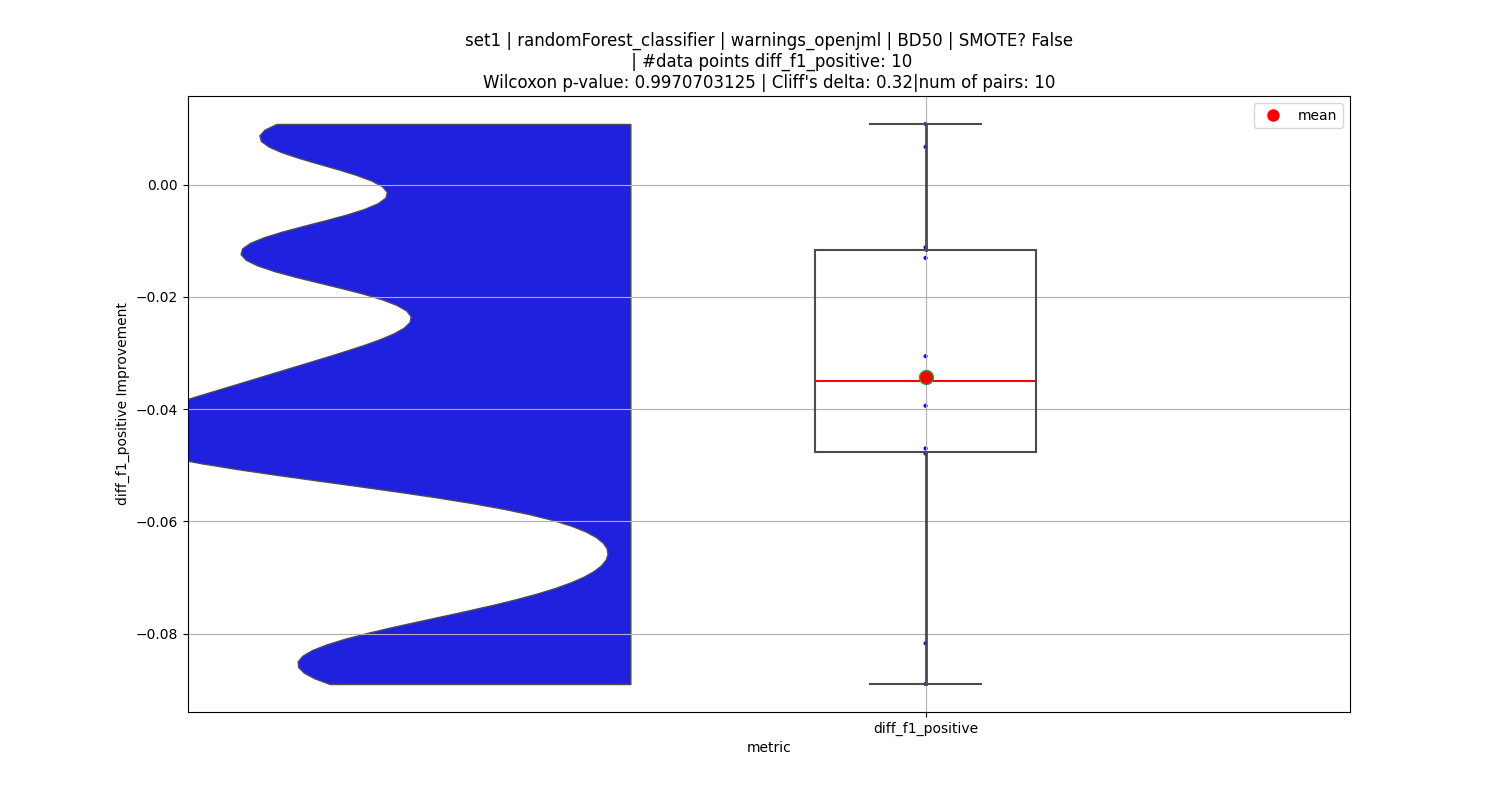 set1 | randomForest_classifier | warnings_openjml | BD50 | SMOTE? False
| #data points diff_f1_positive: 10
Wilcoxon p-value: 0.9970703125 | Cliff's delta: 0.32|num of pairs: 10
mean
0.00
−0.02
−0.04
−0.06
−0.08
diff_f1_positive Improvement
diff_f1_positive
metric